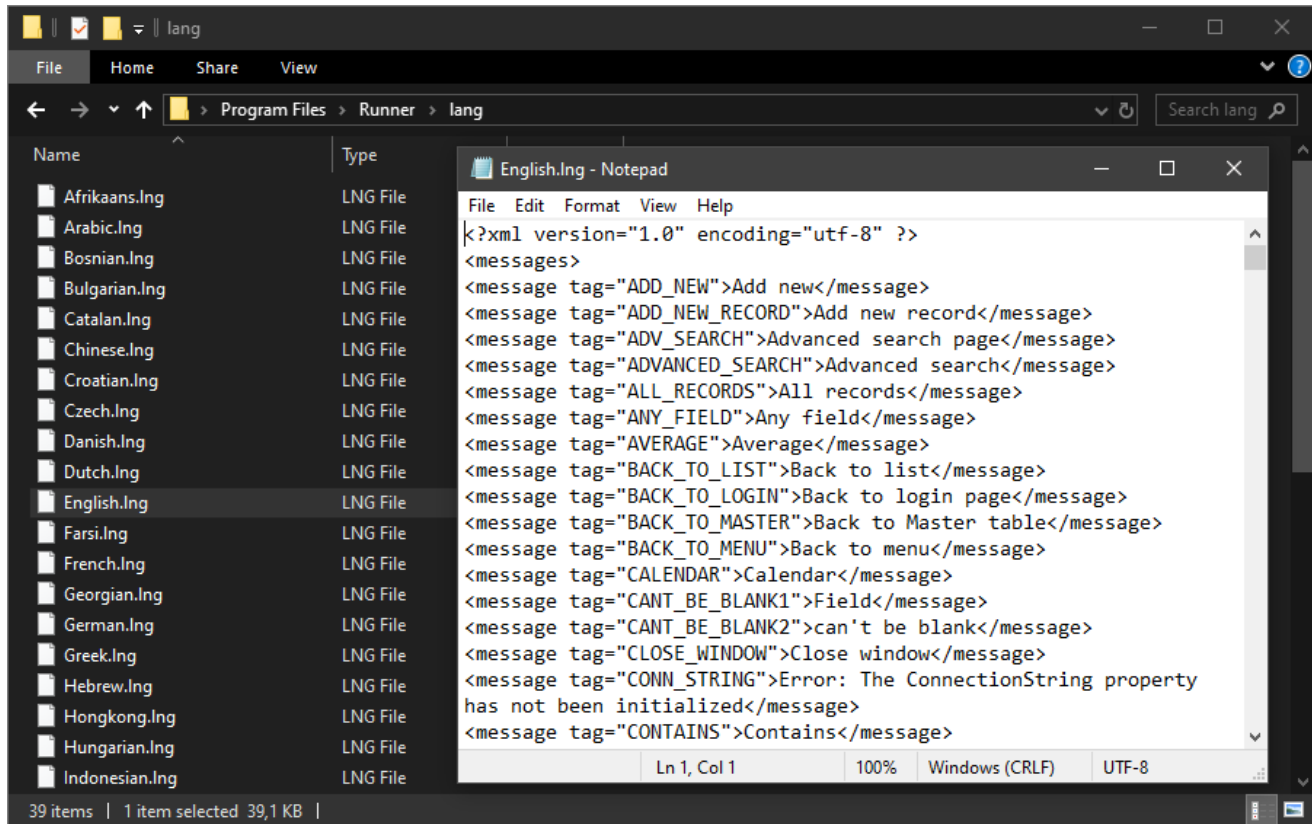 lang
File Home Share View
Program Files > Runner > lang
Search lang
Name Type
Afrikaans.lng LNG File
Arabic.lng LNG File
Bosnian.lng LNG File
Bulgarian.lng LNG File
Catalan.lng LNG File
Chinese.lng LNG File
Croatian.lng LNG File
Czech.lng LNG File
Danish.lng LNG File
Dutch.lng LNG File
English.lng LNG File
Farsi.lng LNG File
French.lng LNG File
Georgian.lng LNG File
German.lng LNG File
Greek.lng LNG File
Hebrew.lng LNG File
Hongkong.lng LNG File
Hungarian.lng LNG File
Indonesian.lng LNG File
39 items | 1 item selected 39,1 KB |
English.lng - Notepad
File Edit Format View Help
<?xml version="1.0" encoding="utf-8" ?>
<messages>
<message tag="ADD_NEW">Add new</message>
<message tag="ADD_NEW_RECORD">Add new record</message>
<message tag="ADV_SEARCH">Advanced search page</message>
<message tag="ADVANCED_SEARCH">Advanced search</message>
<message tag="ALL_RECORDS">All records</message>
<message tag="ANY_FIELD">Any field</message>
<message tag="AVERAGE">Average</message>
<message tag="BACK_TO_LIST">Back to list</message>
<message tag="BACK_TO_LOGIN">Back to login page</message>
<message tag="BACK_TO_MASTER">Back to Master table</message>
<message tag="BACK_TO_MENU">Back to menu</message>
<message tag="CALENDAR">Calendar</message>
<message tag="CANT_BE_BLANK1">Field</message>
<message tag="CANT_BE_BLANK2">can't be blank</message>
<message tag="CLOSE_WINDOW">Close window</message>
<message tag="CONN_STRING">Error: The ConnectionString property
has not been initialized</message>
<message tag="CONTAINS">Contains</message>
Ln 1, Col 1 100% Windows (CRLF) UTF-8